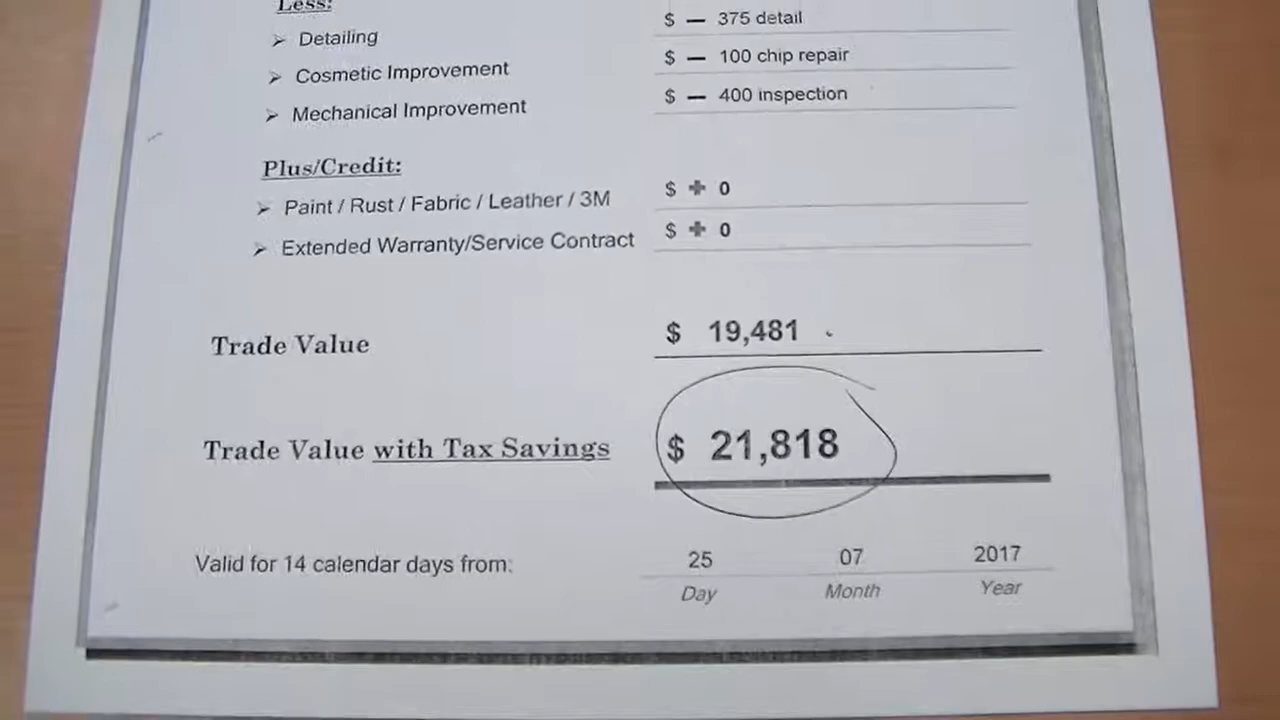 Less:
➢ Detailing $ — 375 detail
➢ Cosmetic Improvement $ — 100 chip repair
➢ Mechanical Improvement $ — 400 inspection
Plus/Credit:
➢ Paint / Rust / Fabric / Leather / 3M $ + 0
➢ Extended Warranty/Service Contract $ + 0
Trade Value $ 19,481
Trade Value with Tax Savings $ 21,818
Valid for 14 calendar days from: 25 07 2017
Day Month Year